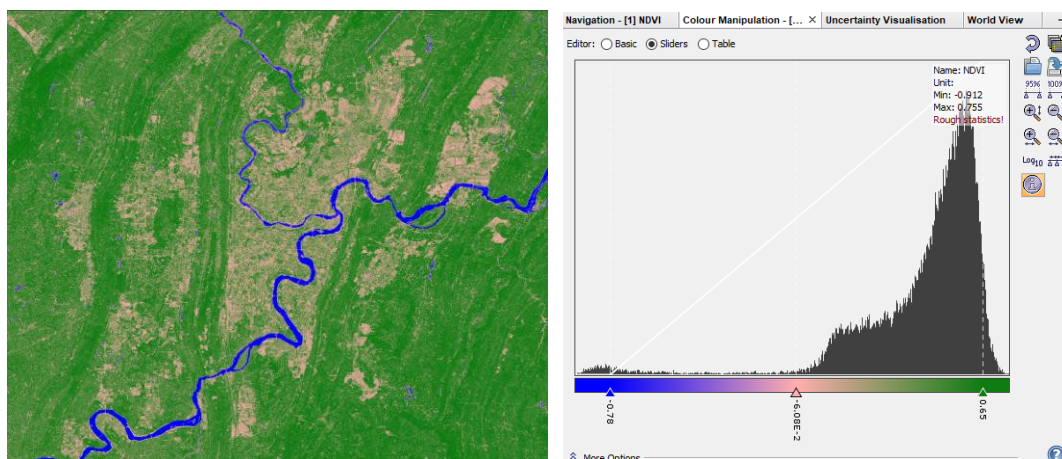 Navigation - [1] NDVI
Colour Manipulation - [... ×
Uncertainty Visualisation
World View
Editor: Basic Sliders Table
Name: NDVI
Unit:
Min: -0.912
Max: 0.755
Rough statistics!
95% 100%
Log10
-0.78
-6.08E-2
0.65
More Options